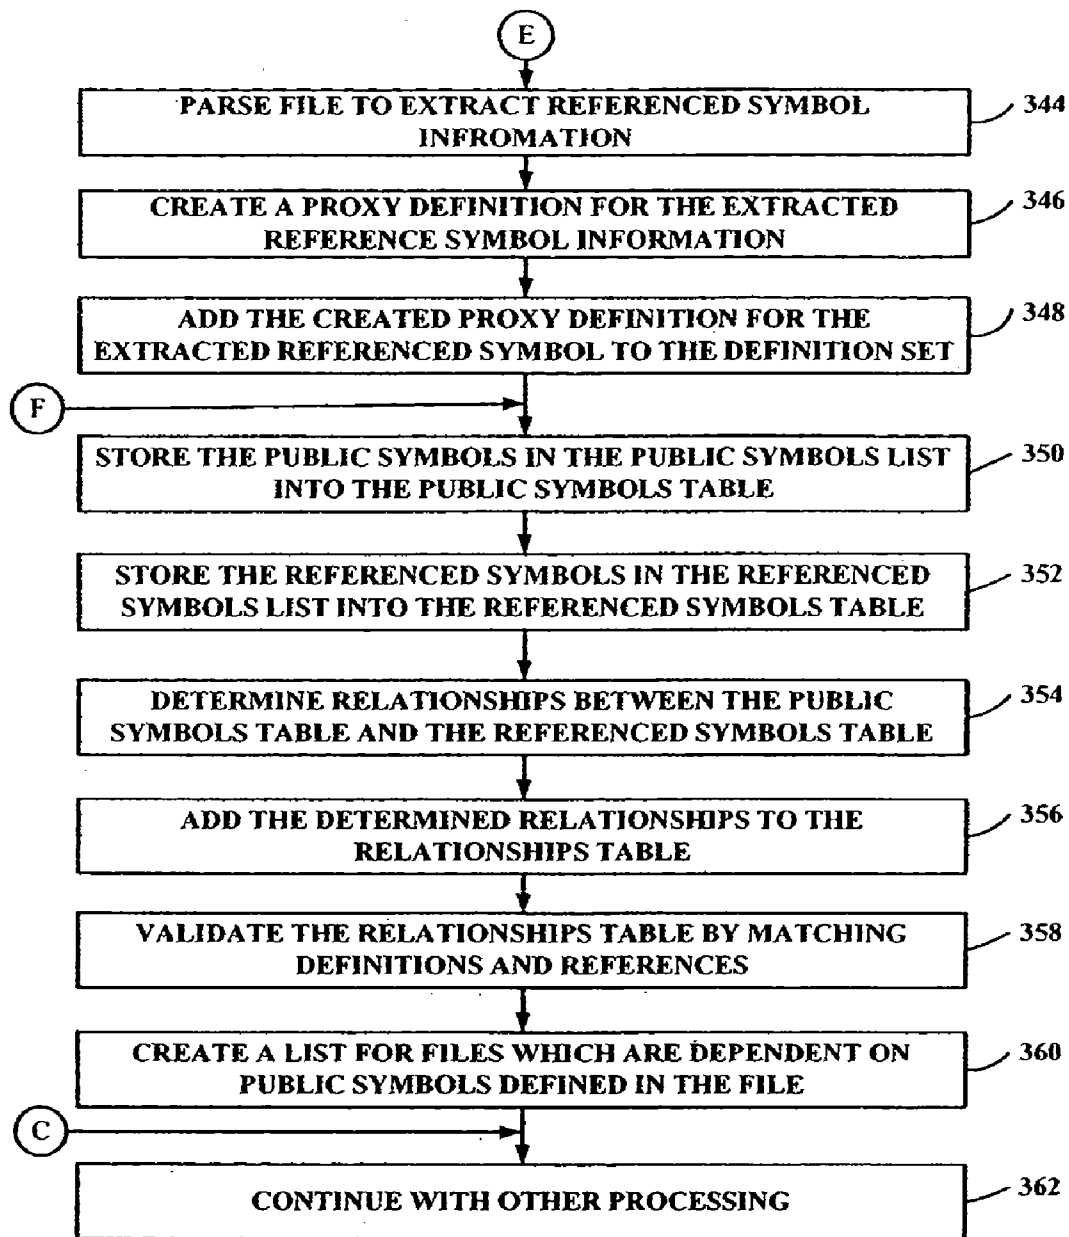 E
PARSE FILE TO EXTRACT REFERENCED SYMBOL
INFROMATION
344
CREATE A PROXY DEFINITION FOR THE EXTRACTED
REFERENCE SYMBOL INFORMATION
346
ADD THE CREATED PROXY DEFINITION FOR THE
EXTRACTED REFERENCED SYMBOL TO THE DEFINITION SET
348
F
STORE THE PUBLIC SYMBOLS IN THE PUBLIC SYMBOLS LIST
INTO THE PUBLIC SYMBOLS TABLE
350
STORE THE REFERENCED SYMBOLS IN THE REFERENCED
SYMBOLS LIST INTO THE REFERENCED SYMBOLS TABLE
352
DETERMINE RELATIONSHIPS BETWEEN THE PUBLIC
SYMBOLS TABLE AND THE REFERENCED SYMBOLS TABLE
354
ADD THE DETERMINED RELATIONSHIPS TO THE
RELATIONSHIPS TABLE
356
VALIDATE THE RELATIONSHIPS TABLE BY MATCHING
DEFINITIONS AND REFERENCES
358
CREATE A LIST FOR FILES WHICH ARE DEPENDENT ON
PUBLIC SYMBOLS DEFINED IN THE FILE
360
C
CONTINUE WITH OTHER PROCESSING
362